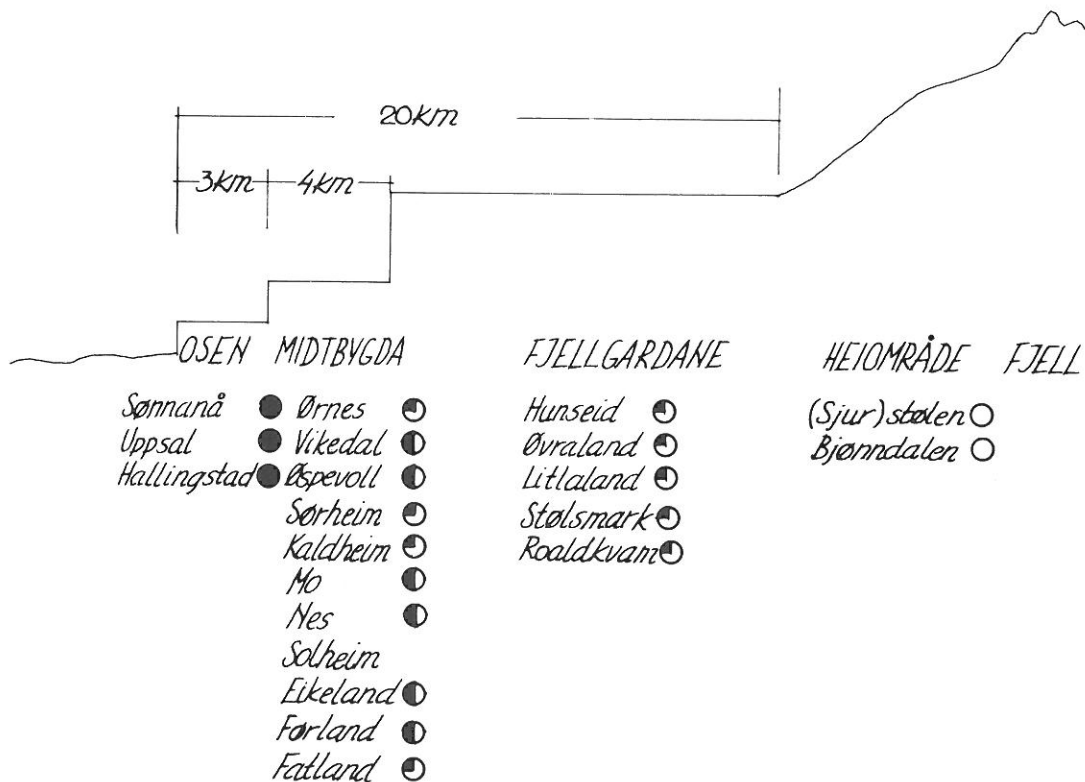 20km
3km 4km
OSEN MIDTBYGDA FJELLGARDANE HEIOMRÅDE FJELL
Sønnanå Ørnes Hunseid (Sjur)stølen
Uppsal Vikedal Øvraland Bjønndalen
Hallingstad Øspevoll Litlaland
Sørheim Stølsmark
Kaldheim Roaldkvam
Mo
Nes
Solheim
Eikeland
Førland
Fatland